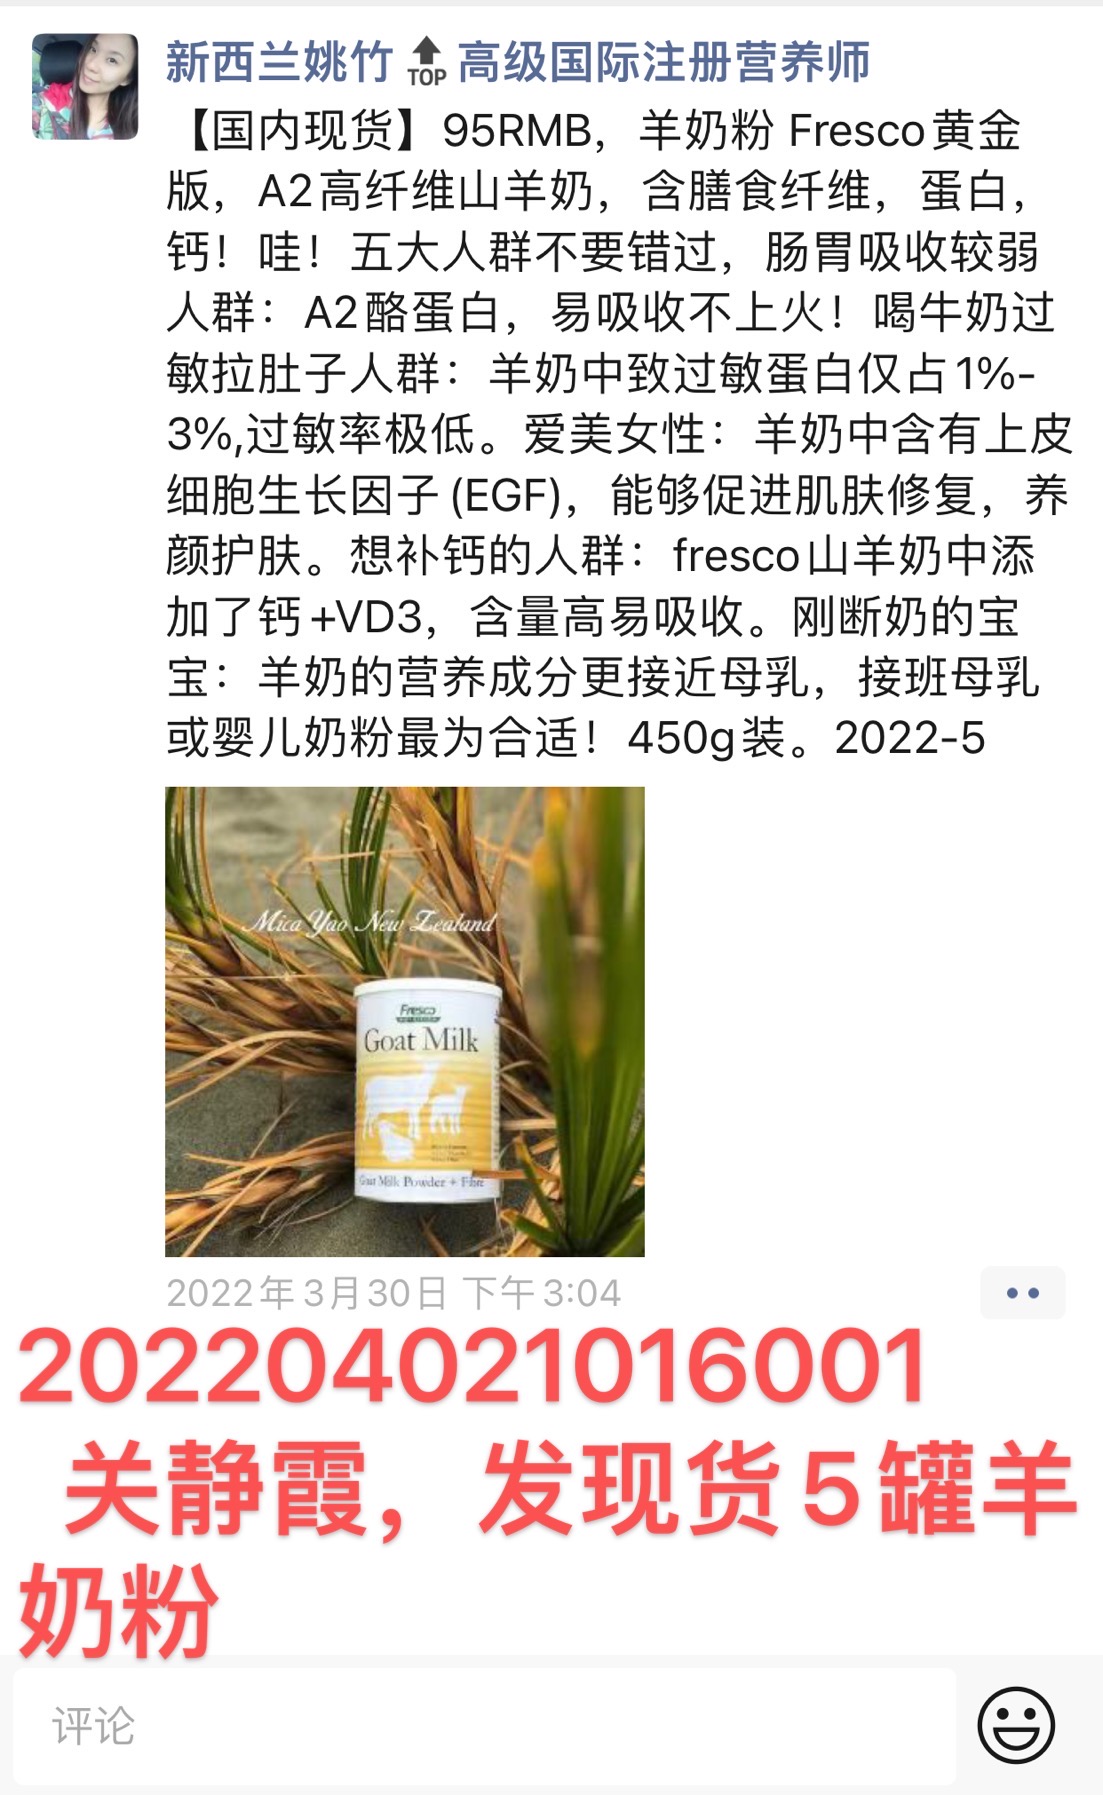 新西兰姚竹 TOP 高级国际注册营养师
【国内现货】95RMB，羊奶粉 Fresco黄金
版，A2高纤维山羊奶，含膳食纤维，蛋白，
钙！哇！五大人群不要错过，肠胃吸收较弱
人群：A2酪蛋白，易吸收不上火！喝牛奶过
敏拉肚子人群：羊奶中致过敏蛋白仅占1%-
3%,过敏率极低。爱美女性：羊奶中含有上皮
细胞生长因子(EGF)，能够促进肌肤修复，养
颜护肤。想补钙的人群：fresco山羊奶中添
加了钙+VD3，含量高易吸收。刚断奶的宝
宝：羊奶的营养成分更接近母乳，接班母乳
或婴儿奶粉最为合适！450g装。2022-5
Mica Yao New Zealand
Fresco
Goat Milk
Goat Milk Powder + Fibre
2022年3月30日 下午3:04
202204021016001
关静霞，发现货5罐羊
奶粉
评论